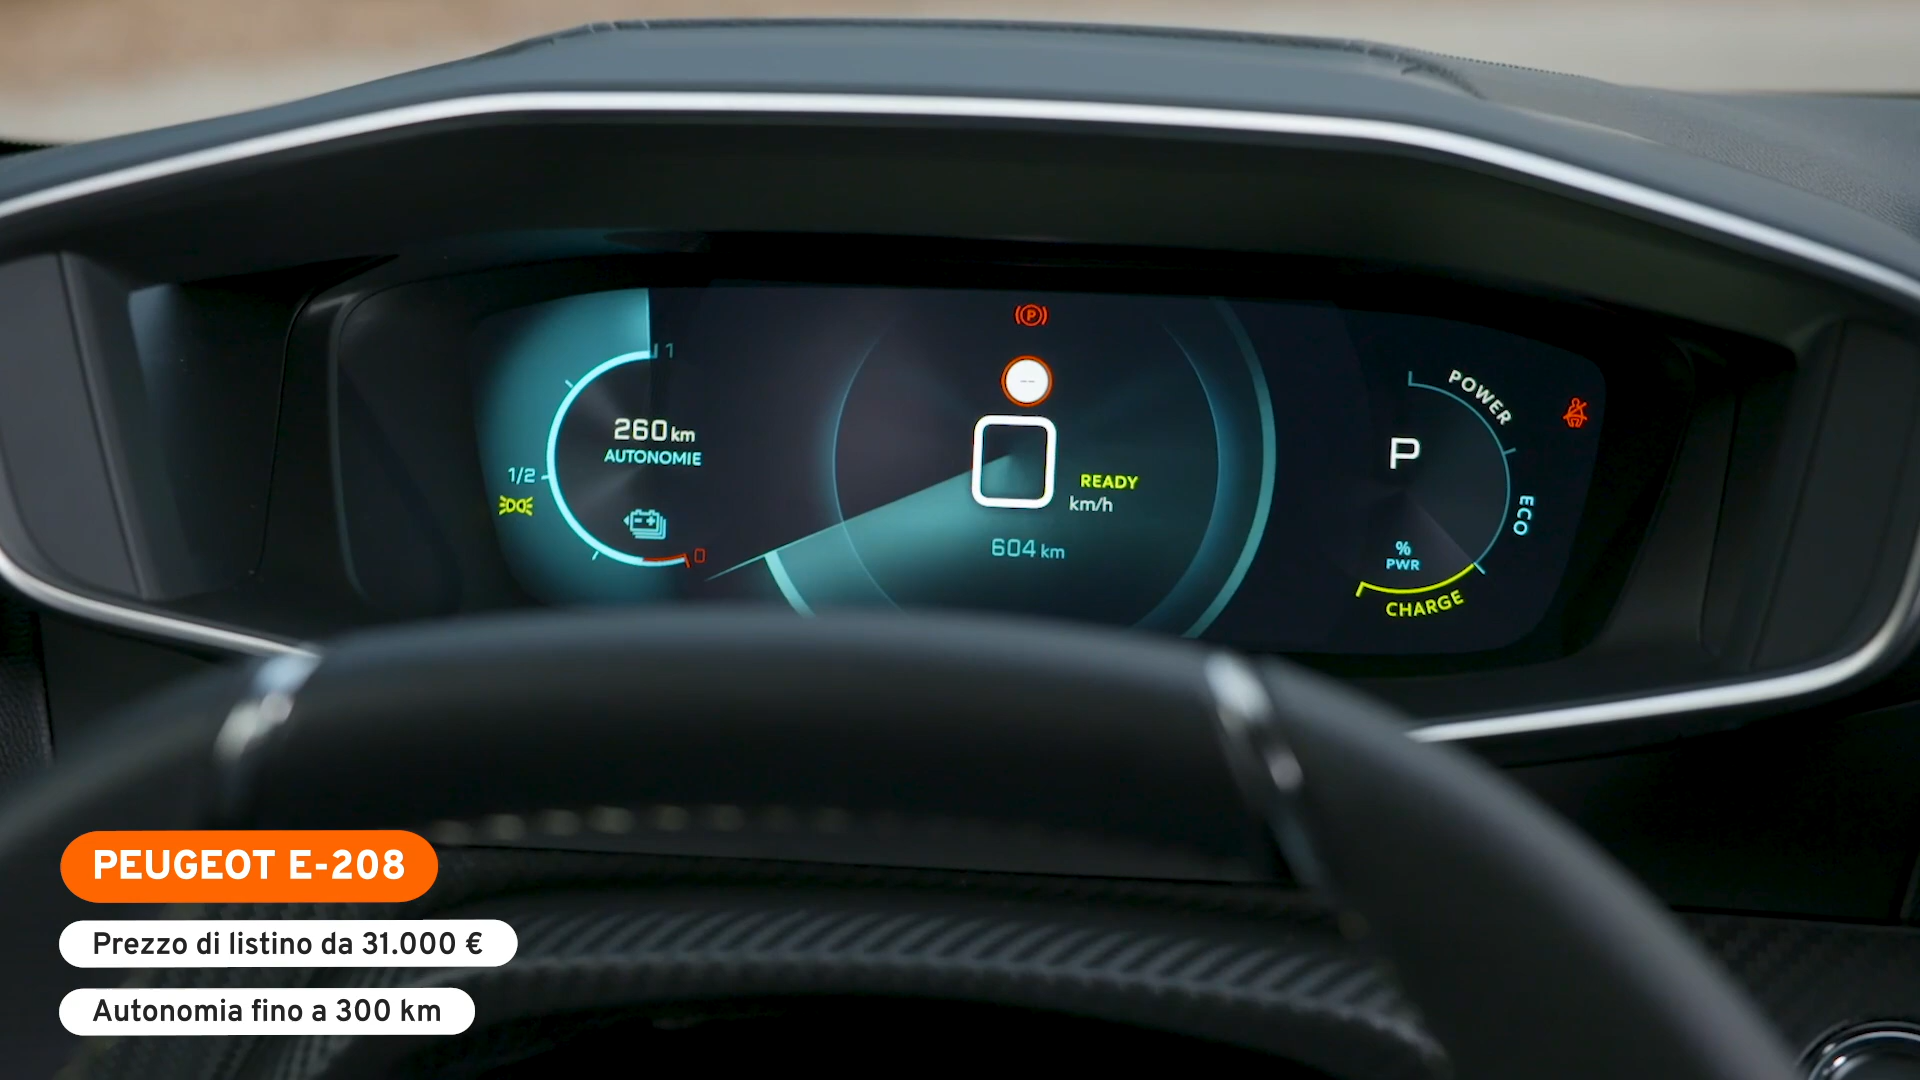 P
--
1
260 km
AUTONOMIE
1/2
0
READY
km/h
604 km
POWER
P
ECO
%
PWR
CHARGE
PEUGEOT E-208
Prezzo di listino da 31.000 €
Autonomia fino a 300 km